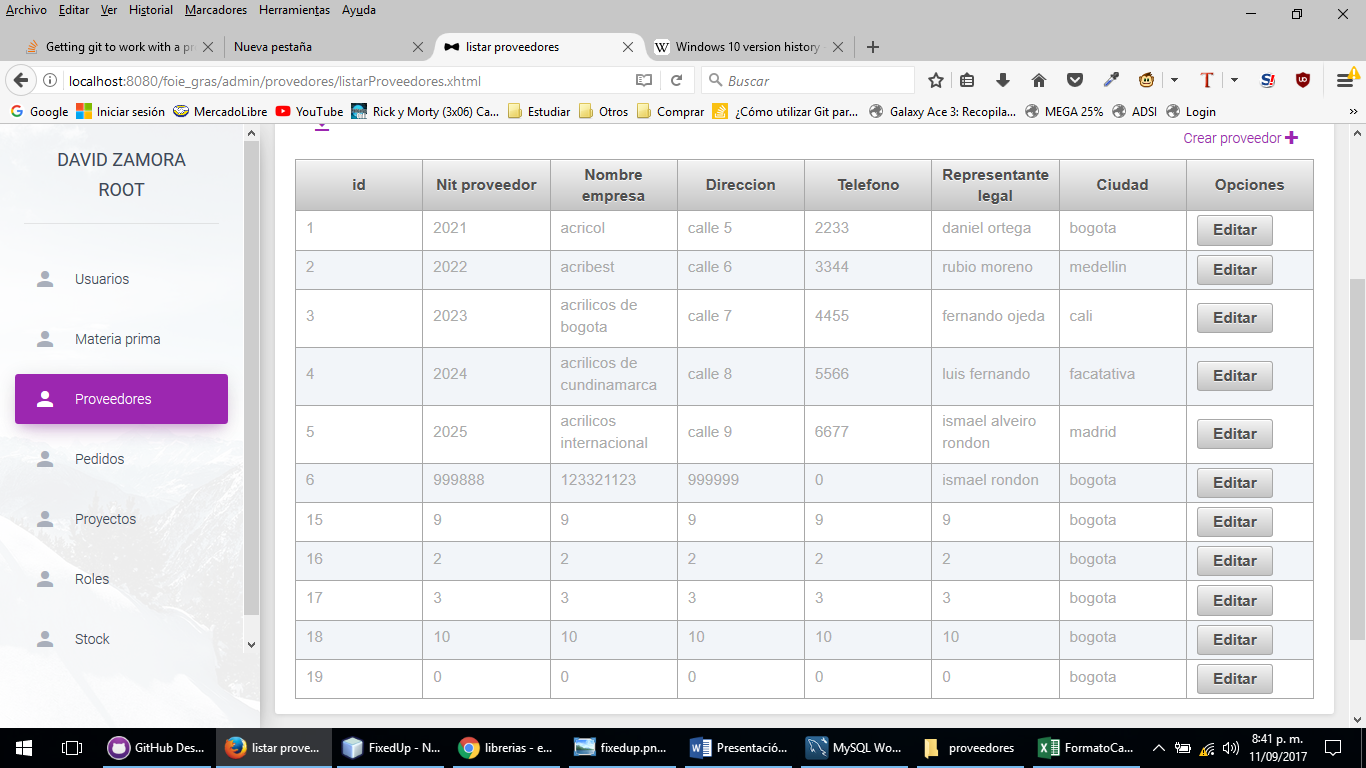 Archivo Editar Ver Historial Marcadores Herramientas Ayuda
Getting git to work with a pr
Nueva pestaña
listar proveedores
Windows 10 version history
localhost:8080/foie_gras/admin/provedores/listarProveedores.xhtml
Buscar
Google Iniciar sesión MercadoLibre YouTube Rick y Morty (3x06) Ca... Estudiar Otros Comprar ¿Cómo utilizar Git par... Galaxy Ace 3: Recopila... MEGA 25% ADSI Login
DAVID ZAMORA
ROOT
Usuarios
Materia prima
Proveedores
Pedidos
Proyectos
Roles
Stock
Crear proveedor
id Nit proveedor Nombre empresa Direccion Telefono Representante legal Ciudad Opciones
1 2021 acricol calle 5 2233 daniel ortega bogota Editar
2 2022 acribest calle 6 3344 rubio moreno medellin Editar
3 2023 acrilicos de bogota calle 7 4455 fernando ojeda cali Editar
4 2024 acrilicos de cundinamarca calle 8 5566 luis fernando facatativa Editar
5 2025 acrilicos internacional calle 9 6677 ismael alveiro rondon madrid Editar
6 999888 123321123 999999 0 ismael rondon bogota Editar
15 9 9 9 9 9 bogota Editar
16 2 2 2 2 2 bogota Editar
17 3 3 3 3 3 bogota Editar
18 10 10 10 10 10 bogota Editar
19 0 0 0 0 0 bogota Editar
GitHub Des... listar prove... FixedUp - N... librerias - e... fixedup.pn... Presentació... MySQL Wo... proveedores FormatoCa...
8:41 p. m.
11/09/2017